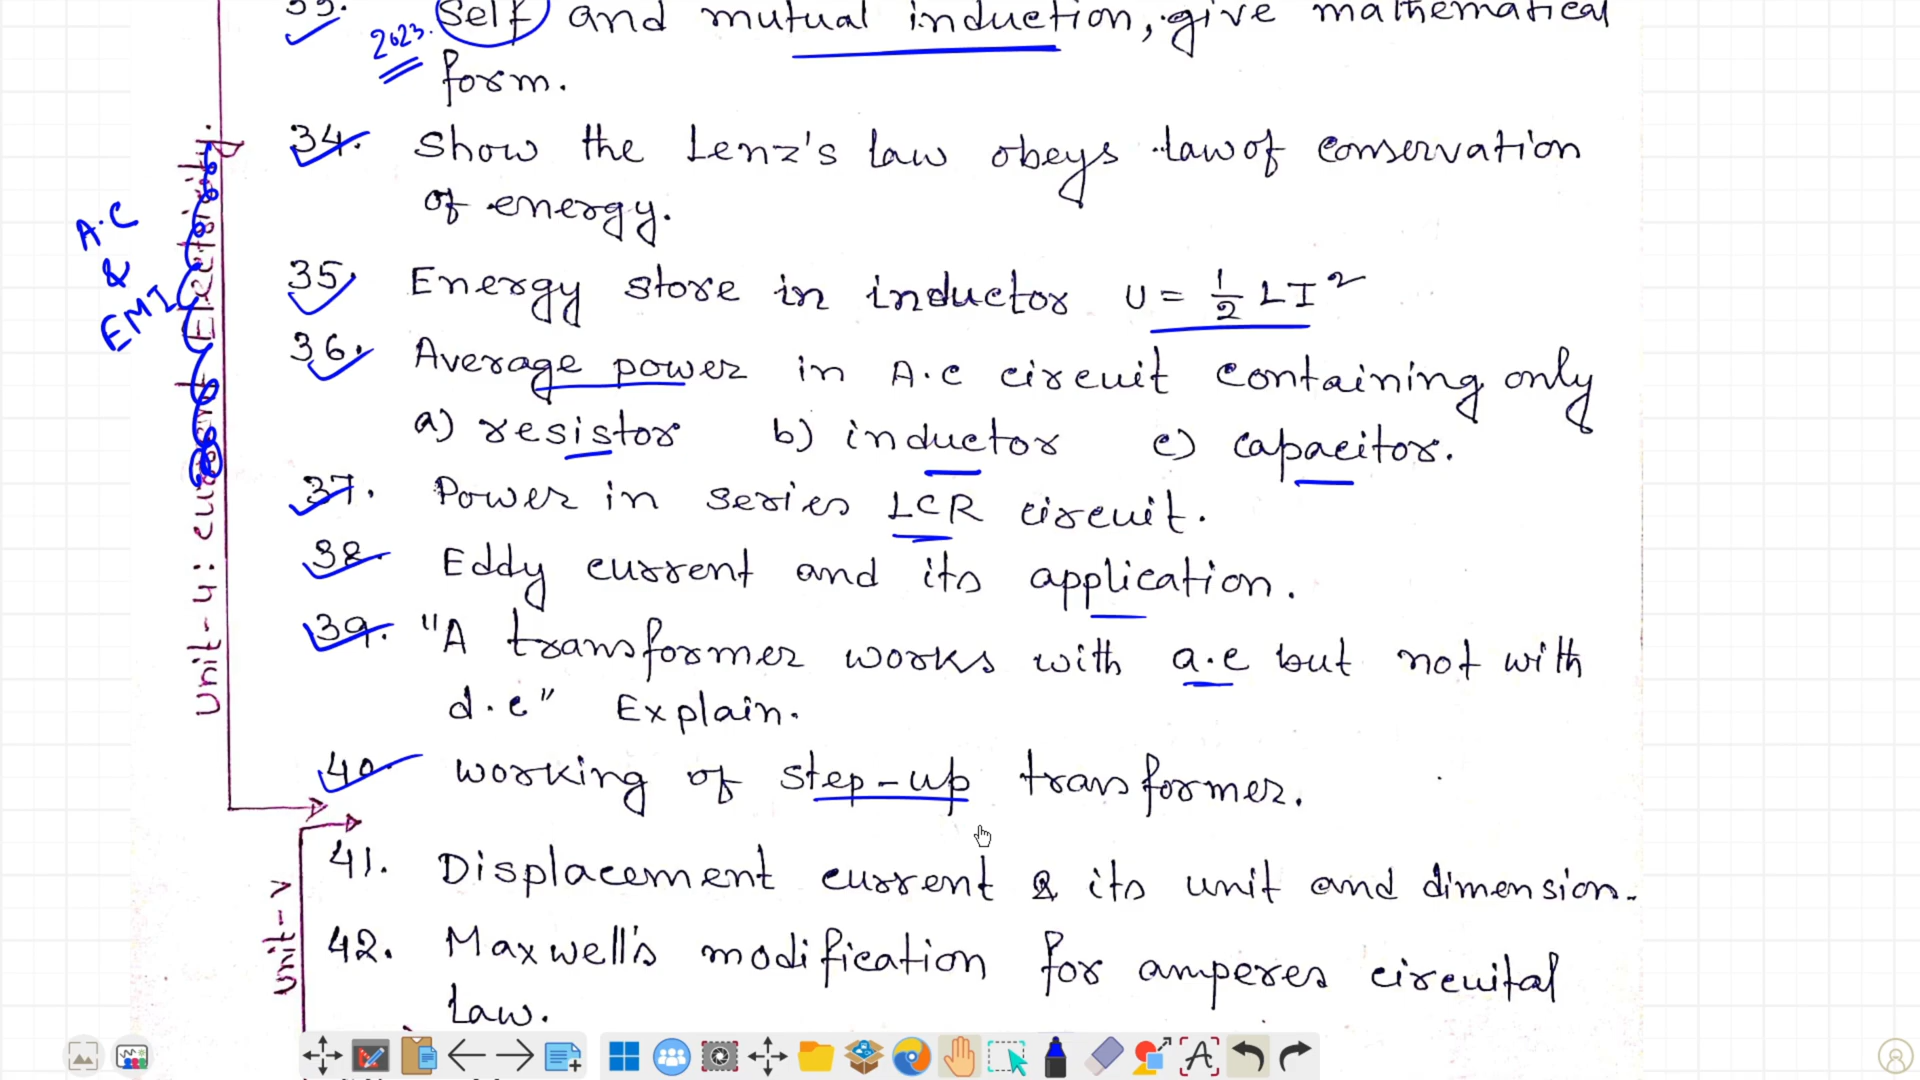 33. Self and mutual induction, give mathematical
2023.
form.
34. Show the Lenz's law obeys law of conservation
of energy.
A.C
&
EMI
35. Energy store in inductor U = 1/2 LI²
36. Average power in A.c circuit containing only
a) resistor b) inductor c) capacitor.
37. Power in series LCR circuit.
38. Eddy current and its application.
39. "A transformer works with a.c but not with
d.c" Explain.
40. working of step-up transformer.
Unit-4: Electricity.
41. Displacement current & its unit and dimension.
42. Maxwell's modification for amperes circuital
Law.